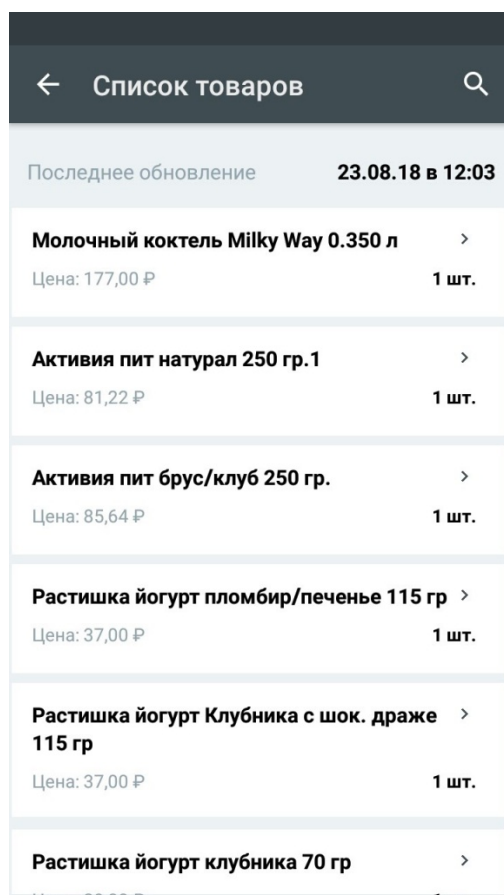 Список товаров
Последнее обновление 23.08.18 в 12:03
Молочный коктель Milky Way 0.350 л
Цена: 177,00 ₽ 1 шт.
Активия пит натурал 250 гр.1
Цена: 81,22 ₽ 1 шт.
Активия пит брус/клуб 250 гр.
Цена: 85,64 ₽ 1 шт.
Растишка йогурт пломбир/печенье 115 гр
Цена: 37,00 ₽ 1 шт.
Растишка йогурт Клубника с шок. драже
115 гр
Цена: 37,00 ₽ 1 шт.
Растишка йогурт клубника 70 гр